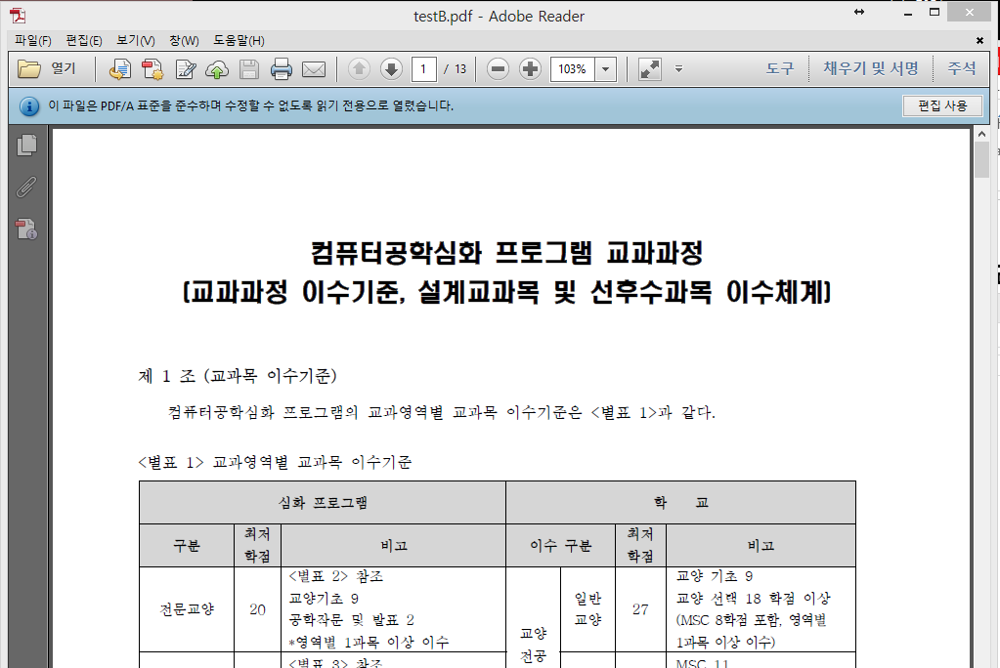 testB.pdf - Adobe Reader
파일(F) 편집(E) 보기(V) 창(W) 도움말(H)
열기 1 / 13 103% 도구 채우기 및 서명 주석
이 파일은 PDF/A 표준을 준수하며 수정할 수 없도록 읽기 전용으로 열렸습니다. 편집 사용
컴퓨터공학심화 프로그램 교과과정
(교과과정 이수기준, 설계교과목 및 선후수과목 이수체계)
제 1 조 (교과목 이수기준)
컴퓨터공학심화 프로그램의 교과영역별 교과목 이수기준은 <별표 1>과 같다.
<별표 1> 교과영역별 교과목 이수기준
심화 프로그램 학 교
구분 최저 학점 비고 이수 구분 최저 학점 비고
전문교양 20
<별표 2> 참조
교양기초 9
공학작문 및 발표 2
*영역별 1과목 이상 이수
교양
전공
일반
교양
27
교양 기초 9
교양 선택 18 학점 이상
(MSC 8학점 포함, 영역별
1과목 이상 이수)
<별표 3> 참조
MSC 11